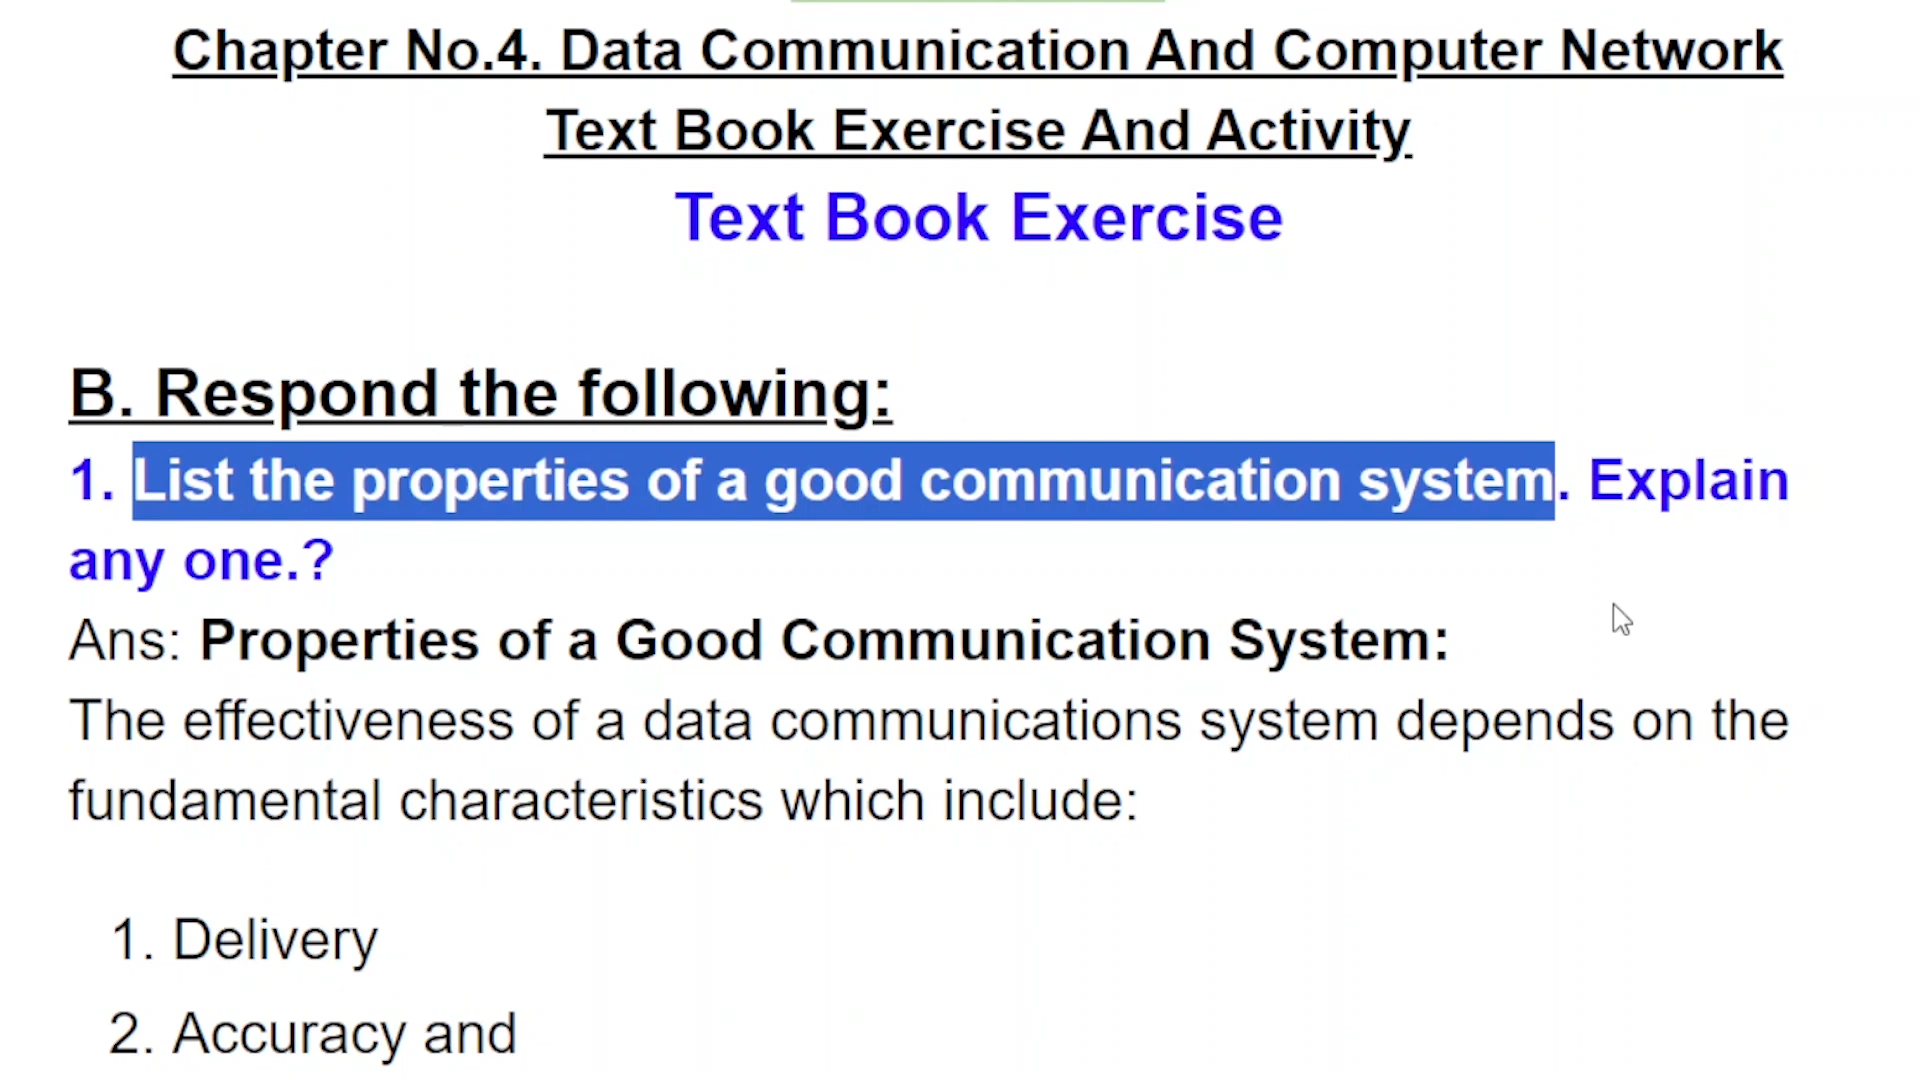 Chapter No.4. Data Communication And Computer Network
Text Book Exercise And Activity
Text Book Exercise
B. Respond the following:
1. List the properties of a good communication system. Explain
any one.?
Ans: Properties of a Good Communication System:
The effectiveness of a data communications system depends on the
fundamental characteristics which include:
1. Delivery
2. Accuracy and